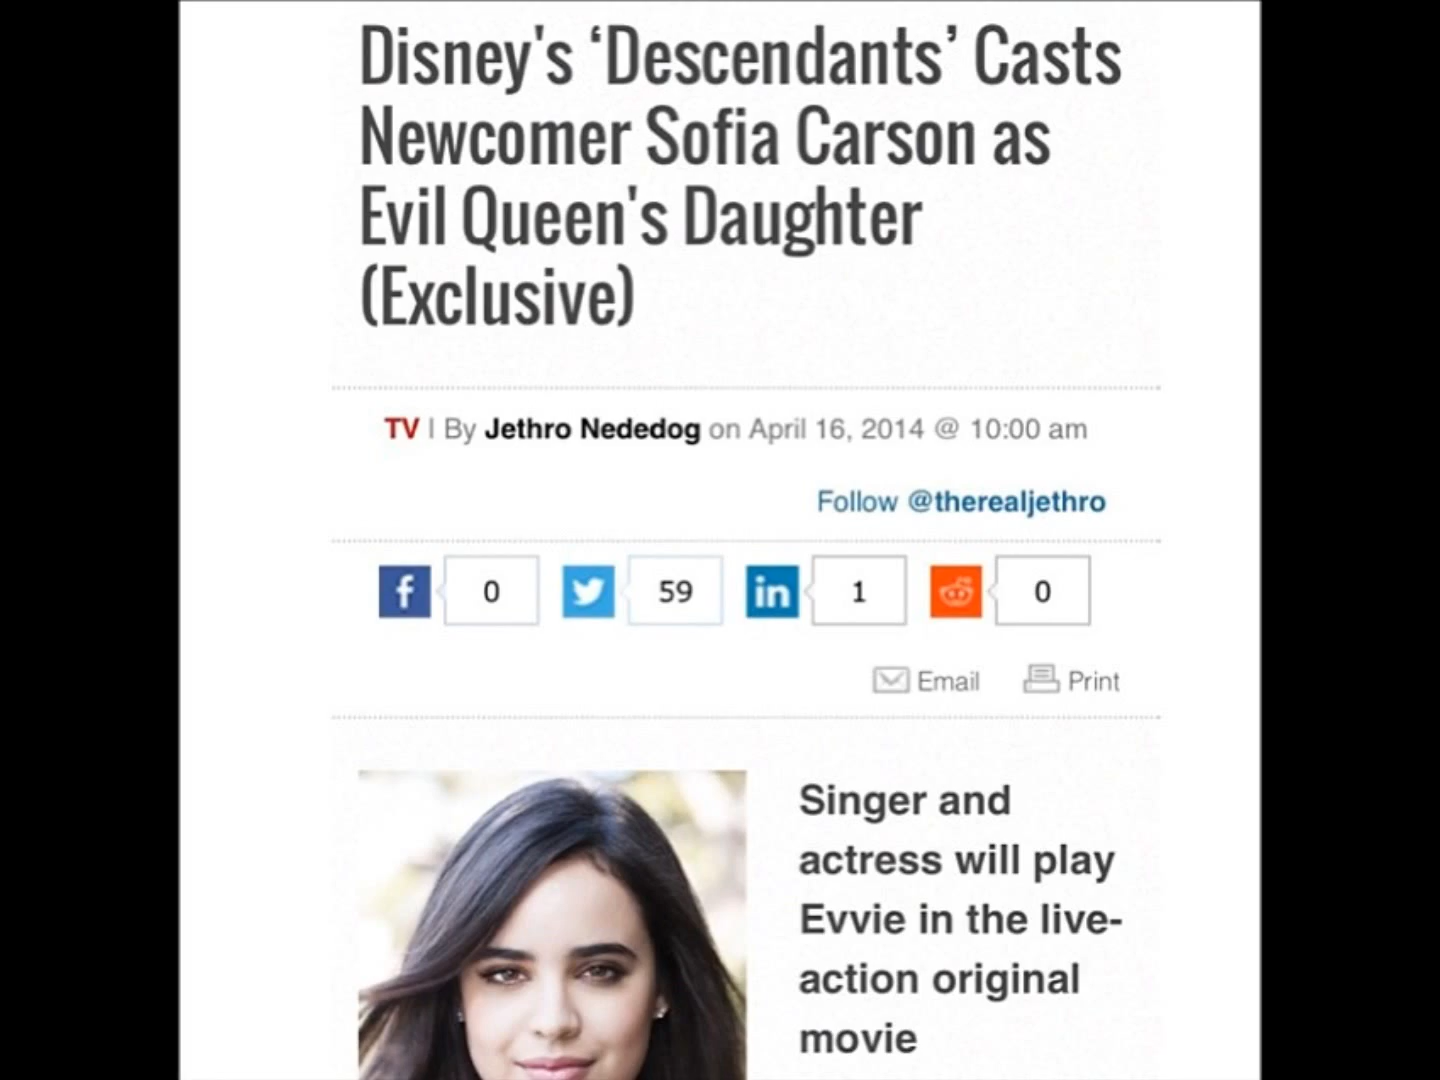 Disney's ‘Descendants’ Casts
Newcomer Sofia Carson as
Evil Queen's Daughter
(Exclusive)
TV | By Jethro Nededog on April 16, 2014 @ 10:00 am
Follow @therealjethro
f 0 59 in 1 0
Email Print
Singer and
actress will play
Evvie in the live-
action original
movie